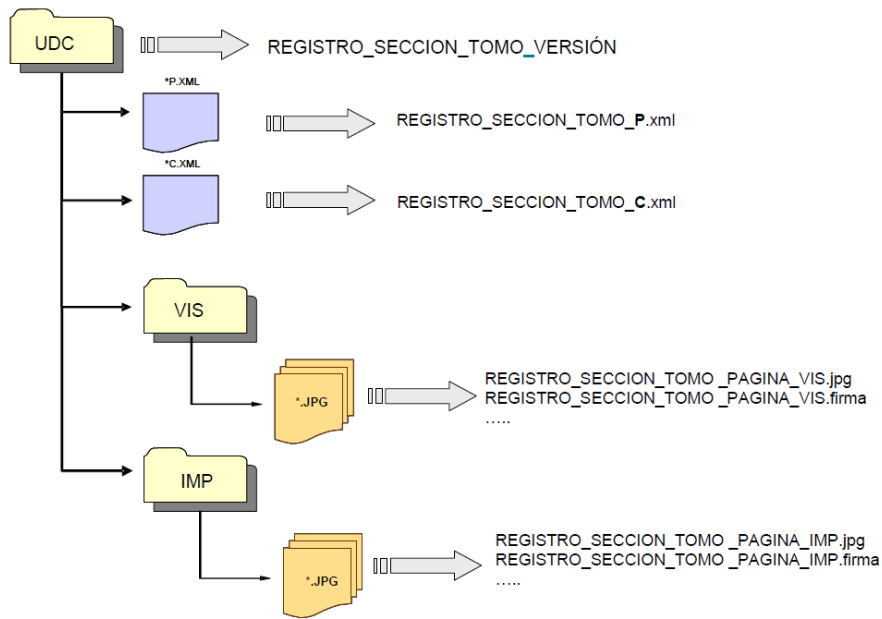 UDC
REGISTRO_SECCION_TOMO_VERSIÓN
*P.XML
REGISTRO_SECCION_TOMO_P.xml
*C.XML
REGISTRO_SECCION_TOMO_C.xml
VIS
*.JPG
REGISTRO_SECCION_TOMO _PAGINA_VIS.jpg
REGISTRO_SECCION_TOMO _PAGINA_VIS.firma
.....
IMP
*.JPG
REGISTRO_SECCION_TOMO _PAGINA_IMP.jpg
REGISTRO_SECCION_TOMO _PAGINA_IMP.firma
.....